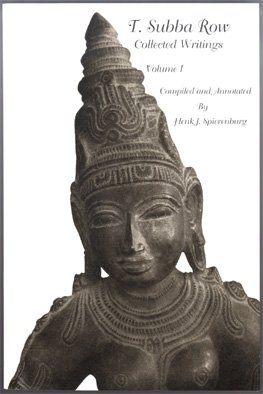 T. Subba Row
Collected Writings
Volume I
Compiled and Annotated
By
Henk J. Spierenburg